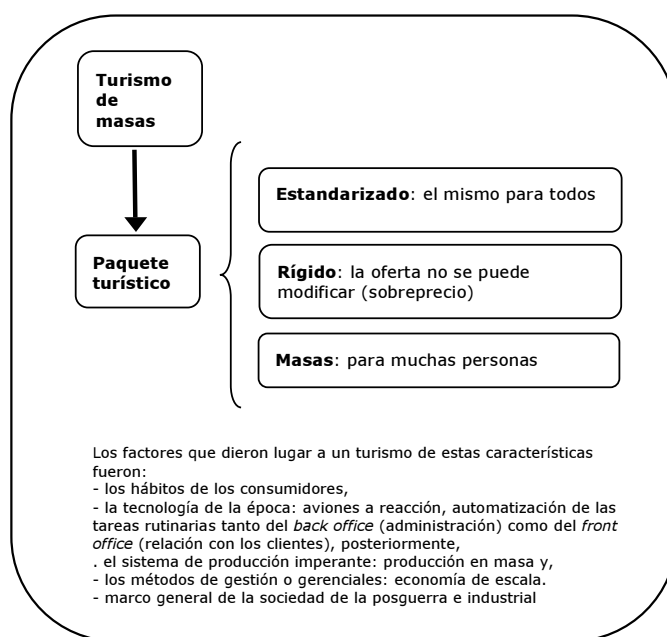 Turismo
de
masas
Paquete
turístico
Estandarizado: el mismo para todos
Rígido: la oferta no se puede
modificar (sobreprecio)
Masas: para muchas personas
Los factores que dieron lugar a un turismo de estas características
fueron:
- los hábitos de los consumidores,
- la tecnología de la época: aviones a reacción, automatización de las
tareas rutinarias tanto del back office (administración) como del front
office (relación con los clientes), posteriormente,
. el sistema de producción imperante: producción en masa y,
- los métodos de gestión o gerenciales: economía de escala.
- marco general de la sociedad de la posguerra e industrial